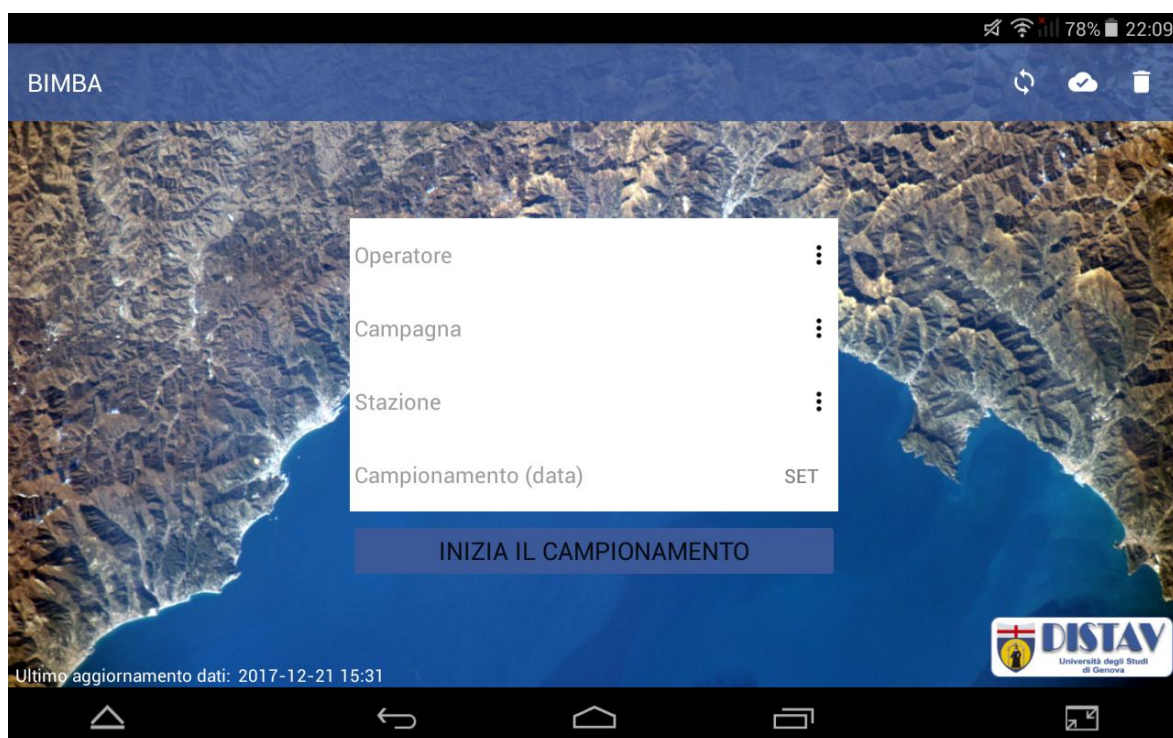 78% 22:09
BIMBA
Operatore
Campagna
Stazione
Campionamento (data) SET
INIZIA IL CAMPIONAMENTO
DISTAV
Università degli Studi
di Genova
Ultimo aggiornamento dati: 2017-12-21 15:31